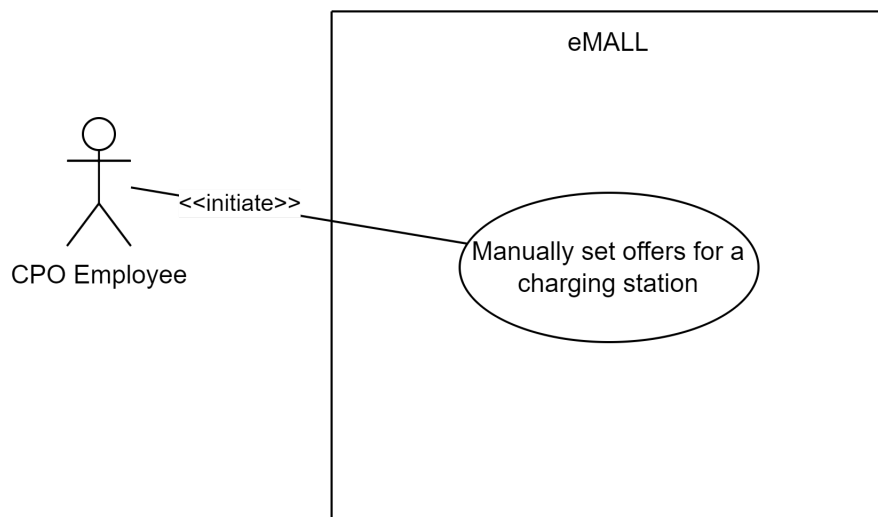 eMALL
<<initiate>>
CPO Employee
Manually set offers for a
charging station